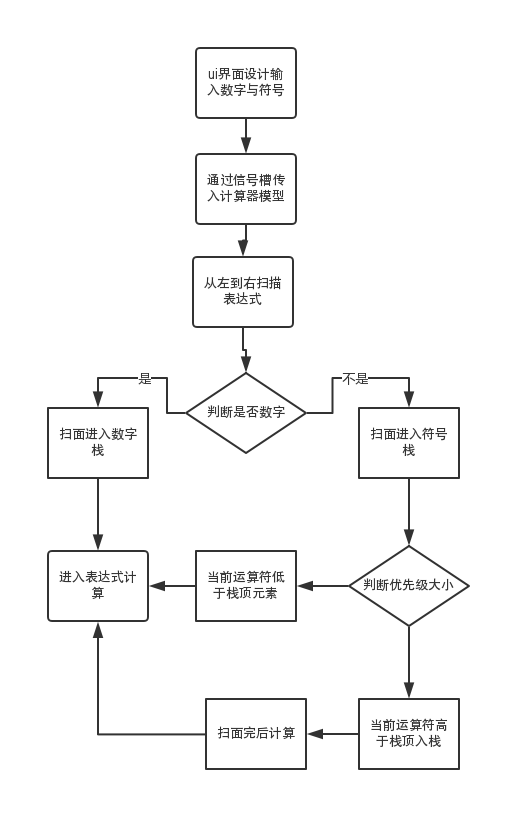 ui界面设计输
入数字与符号
通过信号槽传
入计算器模型
从左到右扫描
表达式
判断是否数字
是
不是
扫面进入数字
栈
扫面进入符号
栈
进入表达式计
算
当前运算符低
于栈顶元素
判断优先级大小
扫面完后计算
当前运算符高
于栈顶入栈